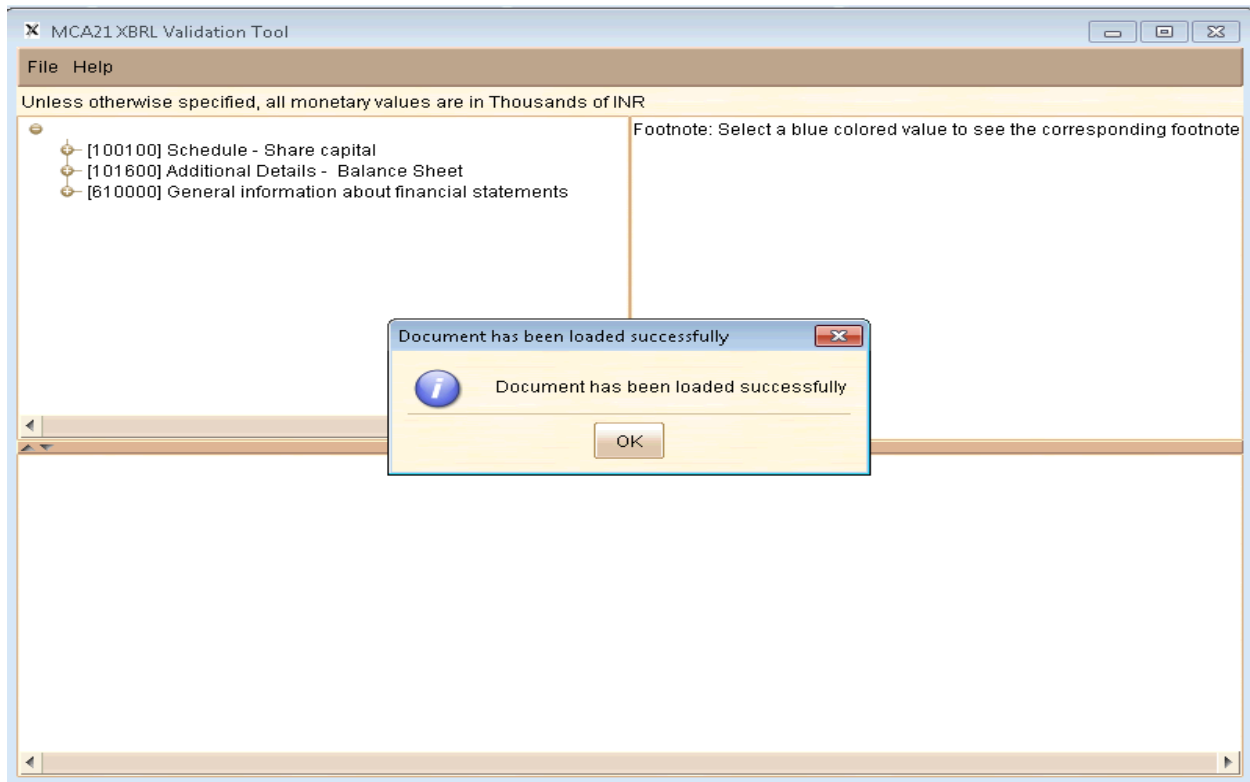 MCA21 XBRL Validation Tool
File Help
Unless otherwise specified, all monetary values are in Thousands of INR
[100100] Schedule - Share capital
[101600] Additional Details -  Balance Sheet
[610000] General information about financial statements
Footnote: Select a blue colored value to see the corresponding footnote
Document has been loaded successfully
Document has been loaded successfully
OK